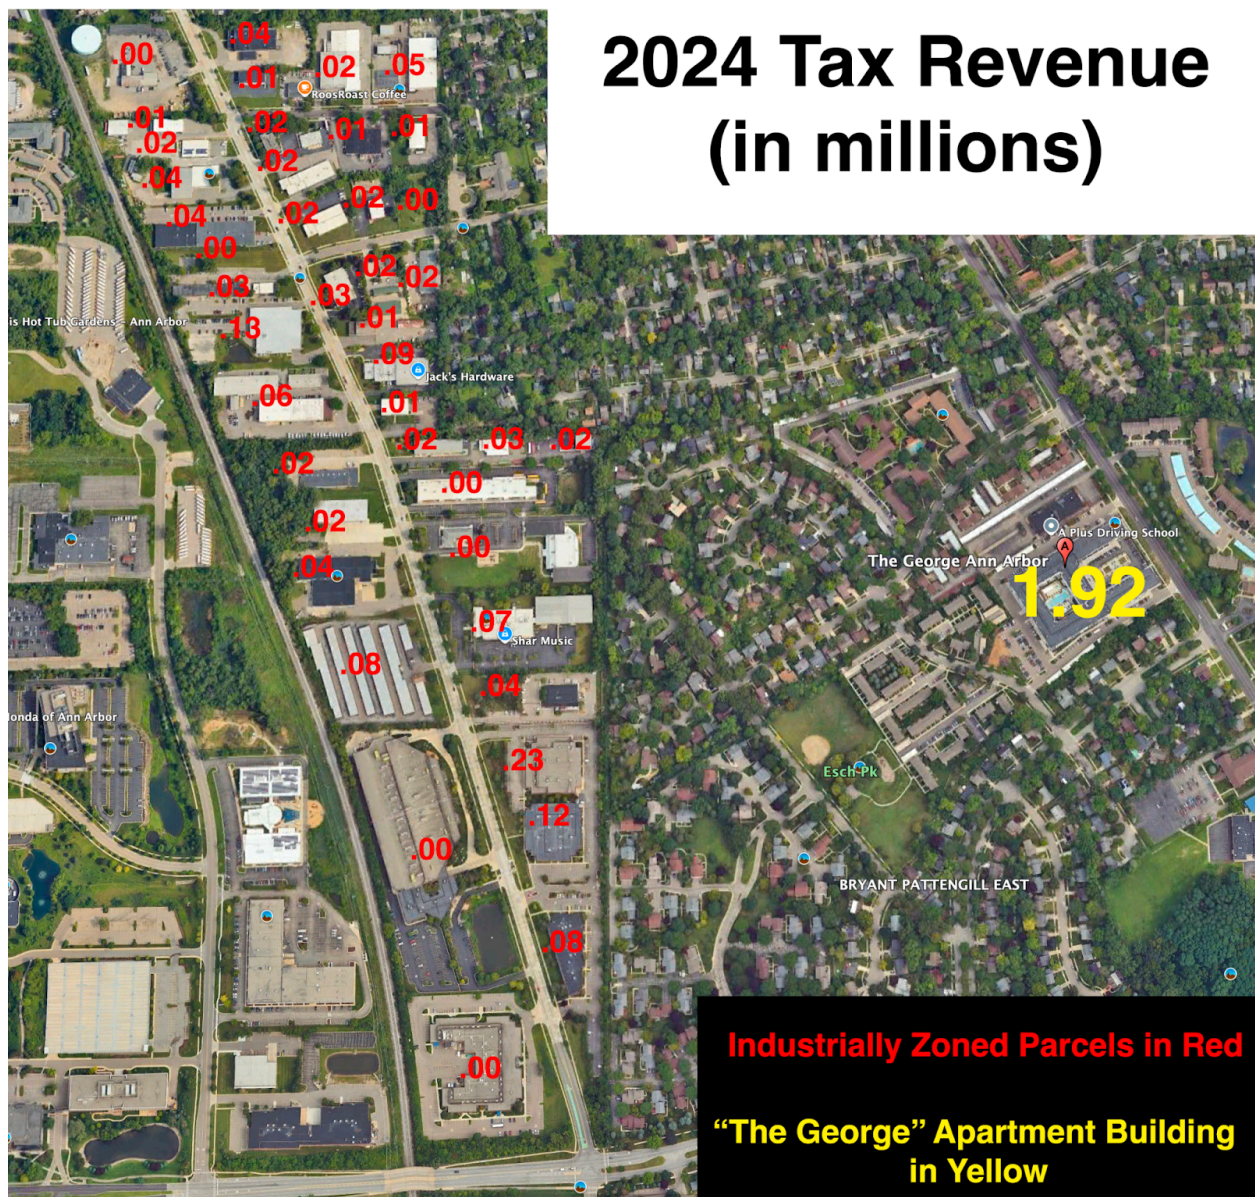 2024 Tax Revenue
(in millions)
.00
.04
.01
.02
.05
RoosRoast Coffee
.01
.02
.02
.01
.01
.02
.04
.02
.04
.02
.02
.00
.00
.03
.03
.02
.02
is Hot Tub Gardens - Ann Arbor
.13
.01
.09
Jack's Hardware
.06
.01
.02
.03
.02
.02
.00
.02
.00
.04
A Plus Driving School
The George Ann Arbor
A
1.92
.07
Shar Music
.08
.04
Honda of Ann Arbor
.23
Esch Pk
.12
.00
BRYANT PATTENGILL EAST
.08
.00
Industrially Zoned Parcels in Red
“The George” Apartment Building
in Yellow